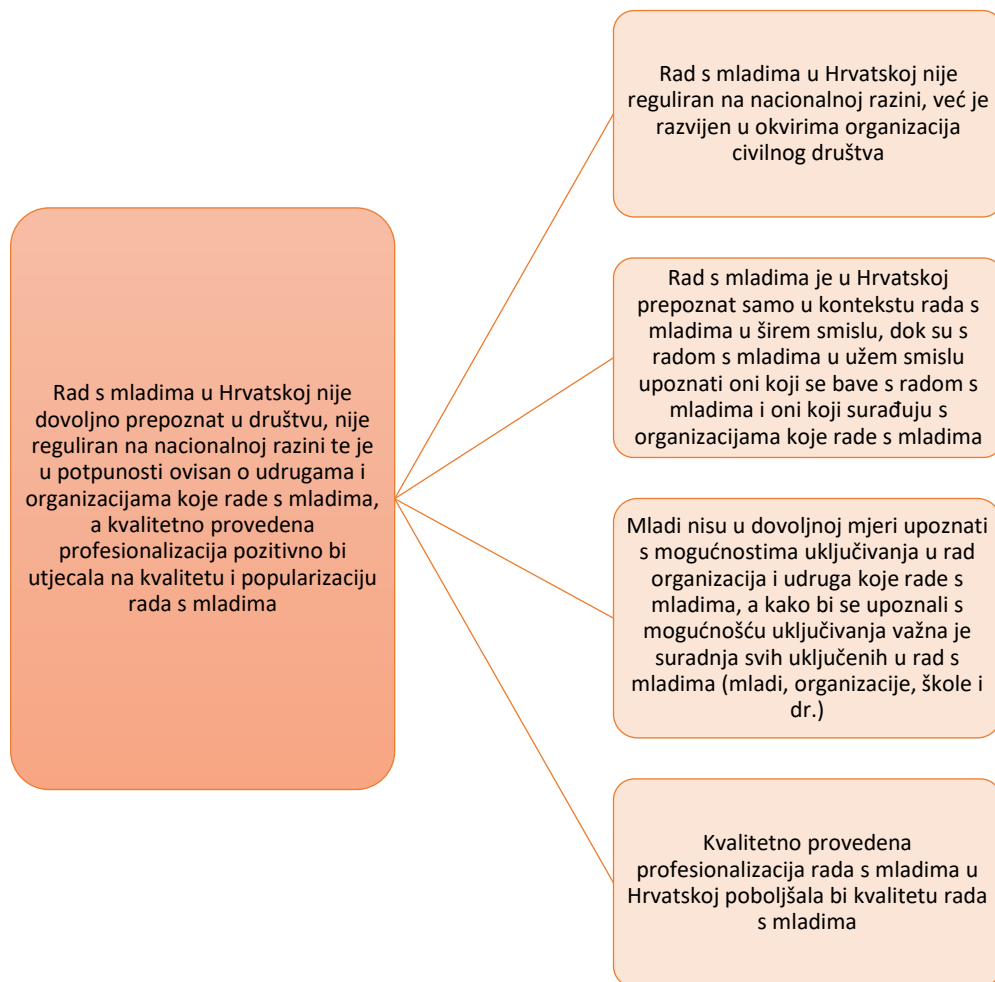 Rad s mladima u Hrvatskoj nije
dovoljno prepoznat u društvu, nije
reguliran na nacionalnoj razini te je
u potpunosti ovisan o udrugama i
organizacijama koje rade s mladima,
a kvalitetno provedena
profesionalizacija pozitivno bi
utjecala na kvalitetu i popularizaciju
rada s mladima
Rad s mladima u Hrvatskoj nije
reguliran na nacionalnoj razini, već je
razvijen u okvirima organizacija
civilnog društva
Rad s mladima je u Hrvatskoj
prepoznat samo u kontekstu rada s
mladima u širem smislu, dok su s
radom s mladima u užem smislu
upoznati oni koji se bave s radom s
mladima i oni koji surađuju s
organizacijama koje rade s mladima
Mladi nisu u dovoljnoj mjeri upoznati
s mogućnostima uključivanja u rad
organizacija i udruga koje rade s
mladima, a kako bi se upoznali s
mogućnošću uključivanja važna je
suradnja svih uključenih u rad s
mladima (mladi, organizacije, škole i
dr.)
Kvalitetno provedena
profesionalizacija rada s mladima u
Hrvatskoj poboljšala bi kvalitetu rada
s mladima